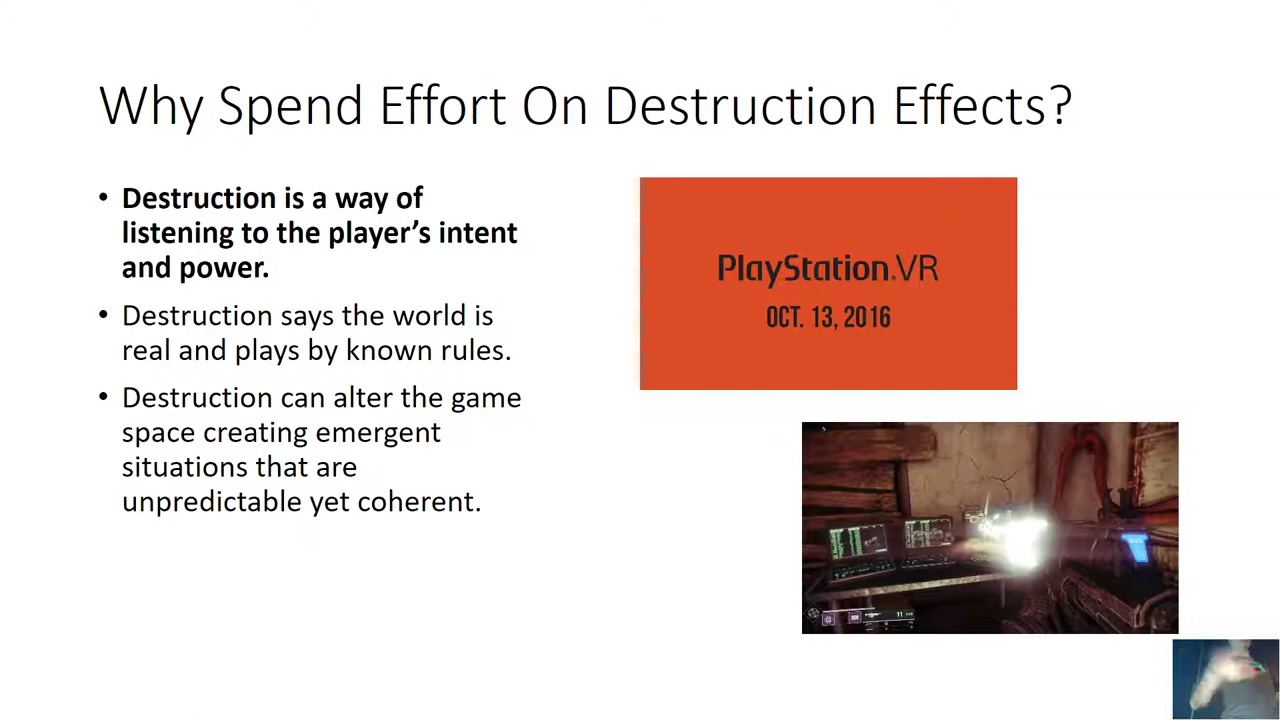 Why Spend Effort On Destruction Effects?
• Destruction is a way of
listening to the player’s intent
and power.
• Destruction says the world is
real and plays by known rules.
• Destruction can alter the game
space creating emergent
situations that are
unpredictable yet coherent.
PlayStation.VR
OCT. 13, 2016
11